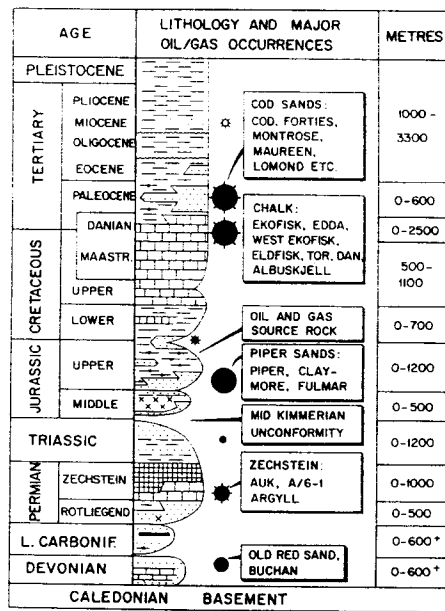 AGE
LITHOLOGY AND MAJOR
OIL/GAS OCCURRENCES
METRES
PLEISTOCENE
TERTIARY
PLIOCENE
MIOCENE
OLIGOCENE
EOCENE
PALEOCENE
DANIAN
CRETACEOUS
MAASTR.
UPPER
LOWER
JURASSIC
UPPER
MIDDLE
TRIASSIC
PERMIAN
ZECHSTEIN
ROTLIEGEND
L. CARBONIF.
DEVONIAN
CALEDONIAN BASEMENT
COD SANDS:
COD, FORTIES,
MONTROSE,
MAUREEN,
LOMOND ETC.
CHALK:
EKOFISK, EDDA,
WEST EKOFISK,
ELDFISK, TOR, DAN,
ALBUSKJELL
OIL AND GAS
SOURCE ROCK
PIPER SANDS:
PIPER, CLAY-
MORE, FULMAR
MID KIMMERIAN
UNCONFORMITY
ZECHSTEIN:
AUK, A/6-1
ARGYLL
OLD RED SAND,
BUCHAN
1000-
3300
0-600
0-2500
500-
1100
0-700
0-1200
0-500
0-1200
0-1000
0-500
0-600+
0-600+